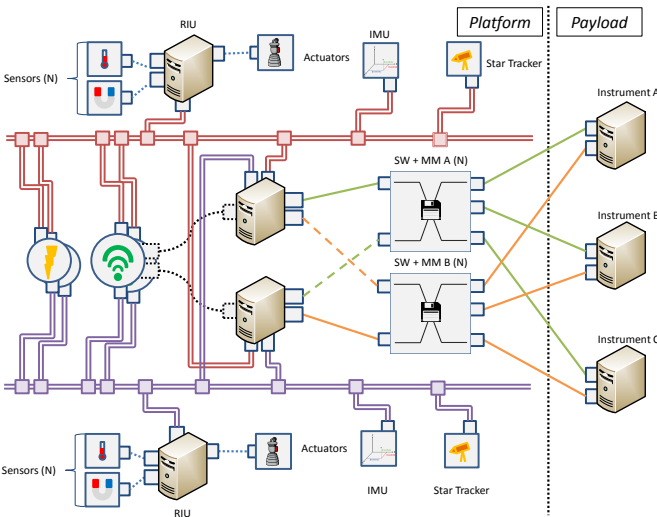 RIU
IMU
Platform
Payload
Sensors (N)
Actuators
Star Tracker
Instrument A
SW + MM A (N)
Instrument B
SW + MM B (N)
Instrument C
Sensors (N)
Actuators
RIU
IMU
Star Tracker